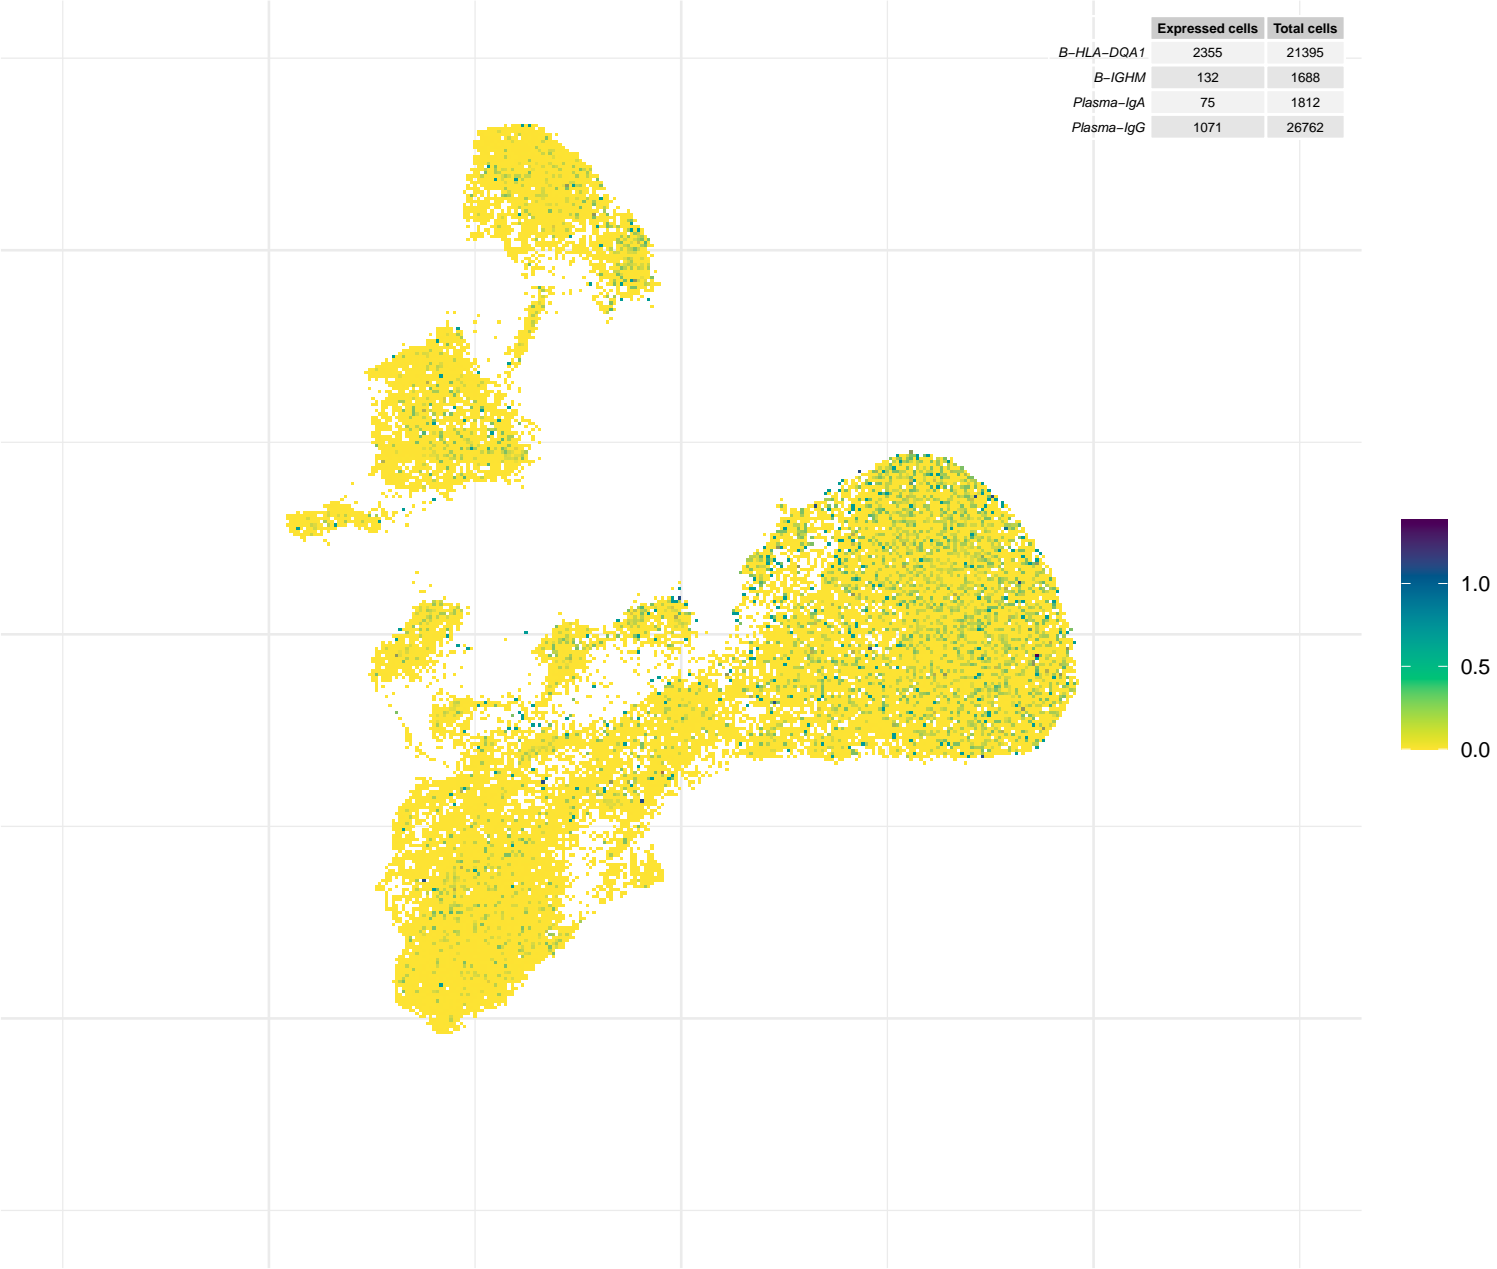 Expressed cells Total cells
B−HLA−DQA1 2355 21395
B−IGHM 132 1688
Plasma−IgA 75 1812
Plasma−IgG 1071 26762
1.0
0.5
0.0